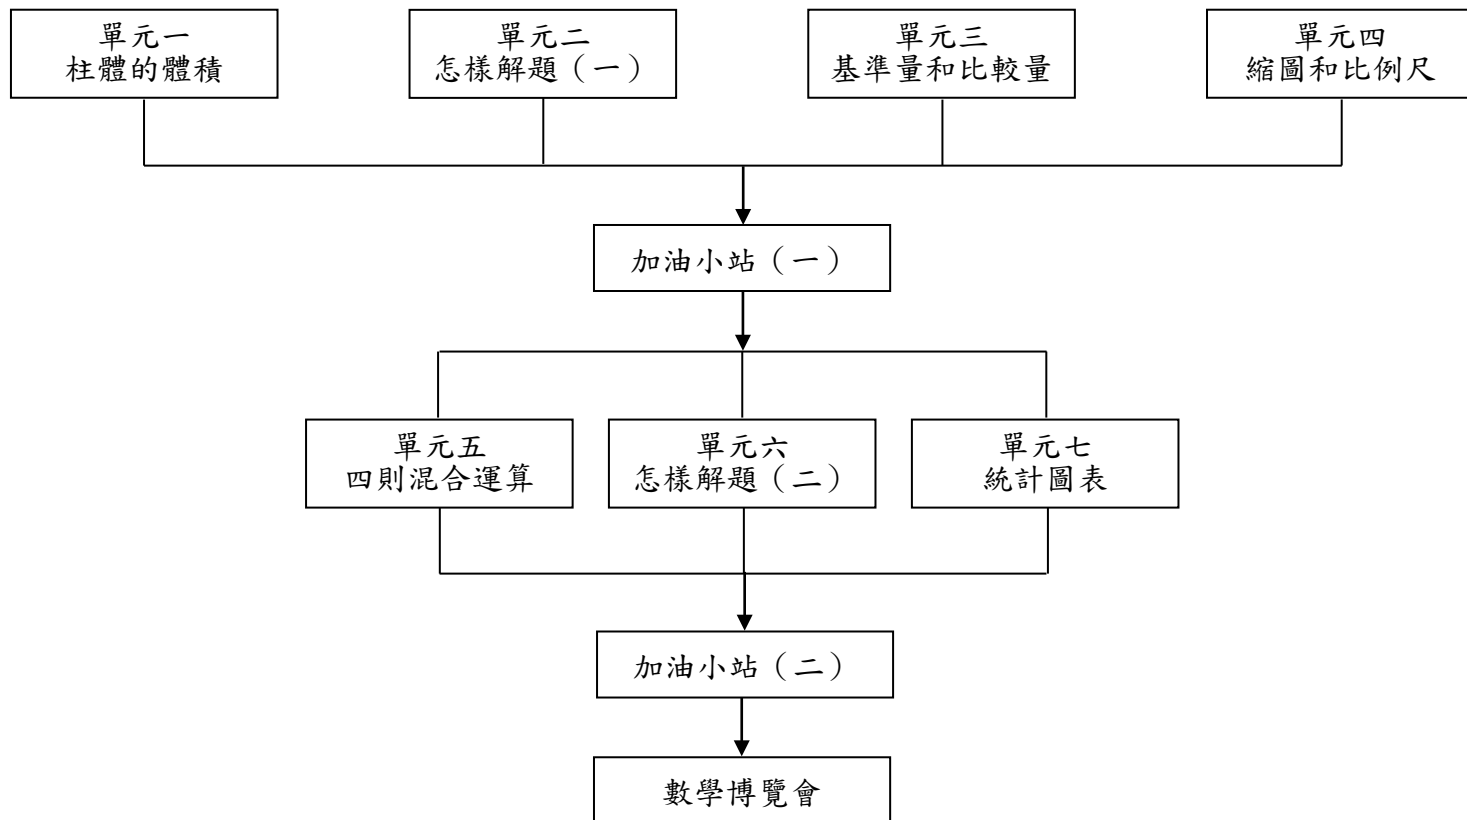 單元一
柱體的體積
單元二
怎樣解題（一）
單元三
基準量和比較量
單元四
縮圖和比例尺
加油小站（一）
單元五
四則混合運算
單元六
怎樣解題（二）
單元七
統計圖表
加油小站（二）
數學博覽會